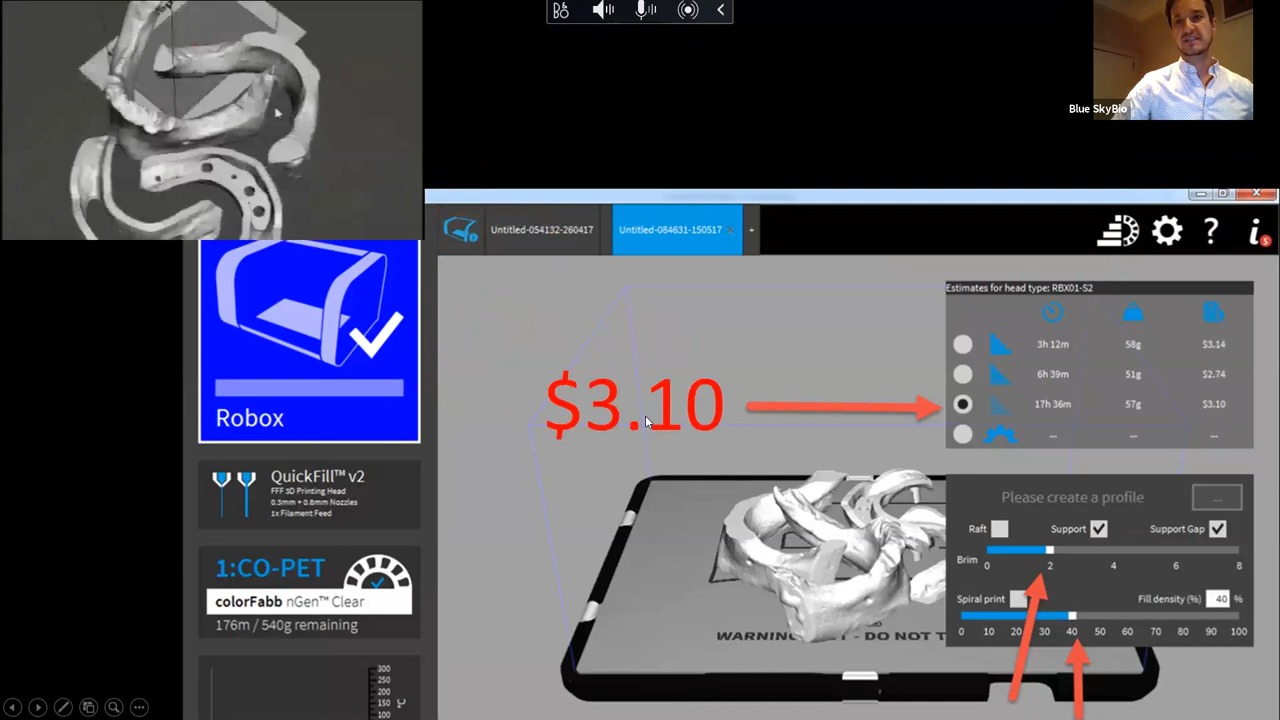 Blue SkyBio
Untitled-054132-260417
Untitled-084631-150517
Estimates for head type: RBX01-S2
3h 12m 58g $3.14
6h 39m 51g $2.74
17h 36m 57g $3.10
... ... ...
$3.10
Robox
QuickFill™ v2
FFF 3D Printing Head
0.3mm + 0.8mm Nozzles
1x Filament Feed
1:CO-PET
colorFabb nGen™ Clear
176m / 540g remaining
300
250
200
150
100
°C
Please create a profile
...
Raft Support Support Gap
Brim
0 2 4 6 8
Spiral print Fill density (%) 40 %
0 10 20 30 40 50 60 70 80 90 100
WARNING
- DO NOT T